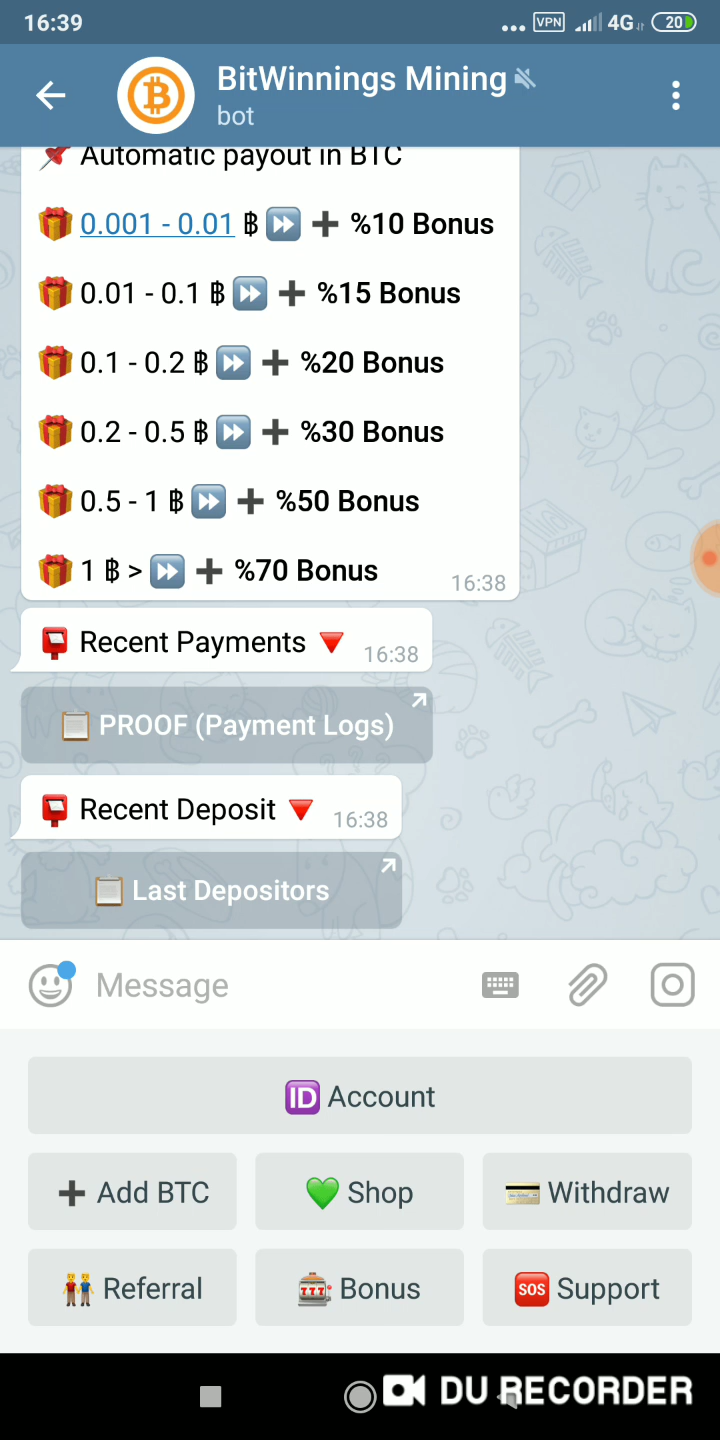 16:39
VPN
4G
20
BitWinnings Mining
bot
Automatic payout in BTC
0.001 - 0.01 ฿ ⏩ ➕ %10 Bonus
0.01 - 0.1 ฿ ⏩ ➕ %15 Bonus
0.1 - 0.2 ฿ ⏩ ➕ %20 Bonus
0.2 - 0.5 ฿ ⏩ ➕ %30 Bonus
0.5 - 1 ฿ ⏩ ➕ %50 Bonus
1 ฿ > ⏩ ➕ %70 Bonus
16:38
Recent Payments
16:38
PROOF (Payment Logs)
Recent Deposit
16:38
Last Depositors
Message
ID Account
➕ Add BTC
Shop
Withdraw
Referral
Bonus
SOS Support
DU RECORDER